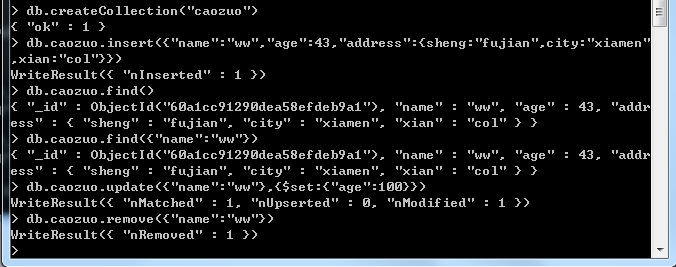 > db.createCollection("caozuo")
{ "ok" : 1 }
> db.caozuo.insert({"name":"ww","age":43,"address":{sheng:"fujian",city:"xiamen"
,xian:"col"}})
WriteResult({ "nInserted" : 1 })
> db.caozuo.find()
{ "_id" : ObjectId("60a1cc91290dea58efdeb9a1"), "name" : "ww", "age" : 43, "addr
ess" : { "sheng" : "fujian", "city" : "xiamen", "xian" : "col" } }
> db.caozuo.find({"name":"ww"})
{ "_id" : ObjectId("60a1cc91290dea58efdeb9a1"), "name" : "ww", "age" : 43, "addr
ess" : { "sheng" : "fujian", "city" : "xiamen", "xian" : "col" } }
> db.caozuo.update({"name":"ww"},{$set:{"age":100}})
WriteResult({ "nMatched" : 1, "nUpserted" : 0, "nModified" : 1 })
> db.caozuo.remove({"name":"ww"})
WriteResult({ "nRemoved" : 1 })
>